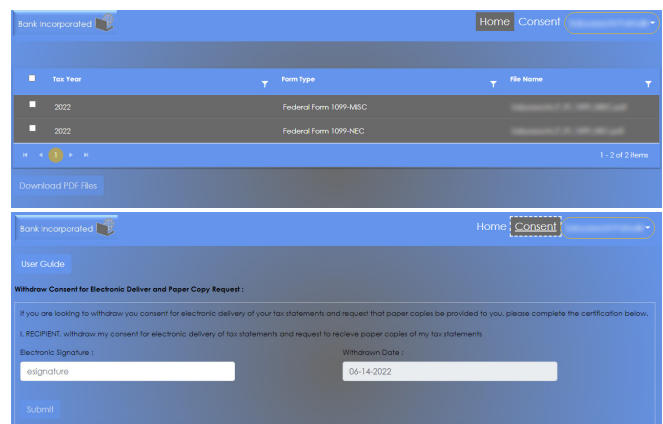 Bank Incorporated
Home Consent
Tax Year Form Type File Name
2022 Federal Form 1099-MISC
2022 Federal Form 1099-NEC
1 1 - 2 of 2 items
Download PDF Files
Bank Incorporated
Home Consent
User Guide
Withdraw Consent for Electronic Deliver and Paper Copy Request :
If you are looking to withdraw you consent for electronic delivery of your tax statements and request that paper copies be provided to you, please complete the certification below.
I, RECIPIENT, withdraw my consent for electronic delivery of tax statements and request to recieve paper copies of my tax statements
Electronic Signature : Withdrawn Date :
esignature 06-14-2022
Submit